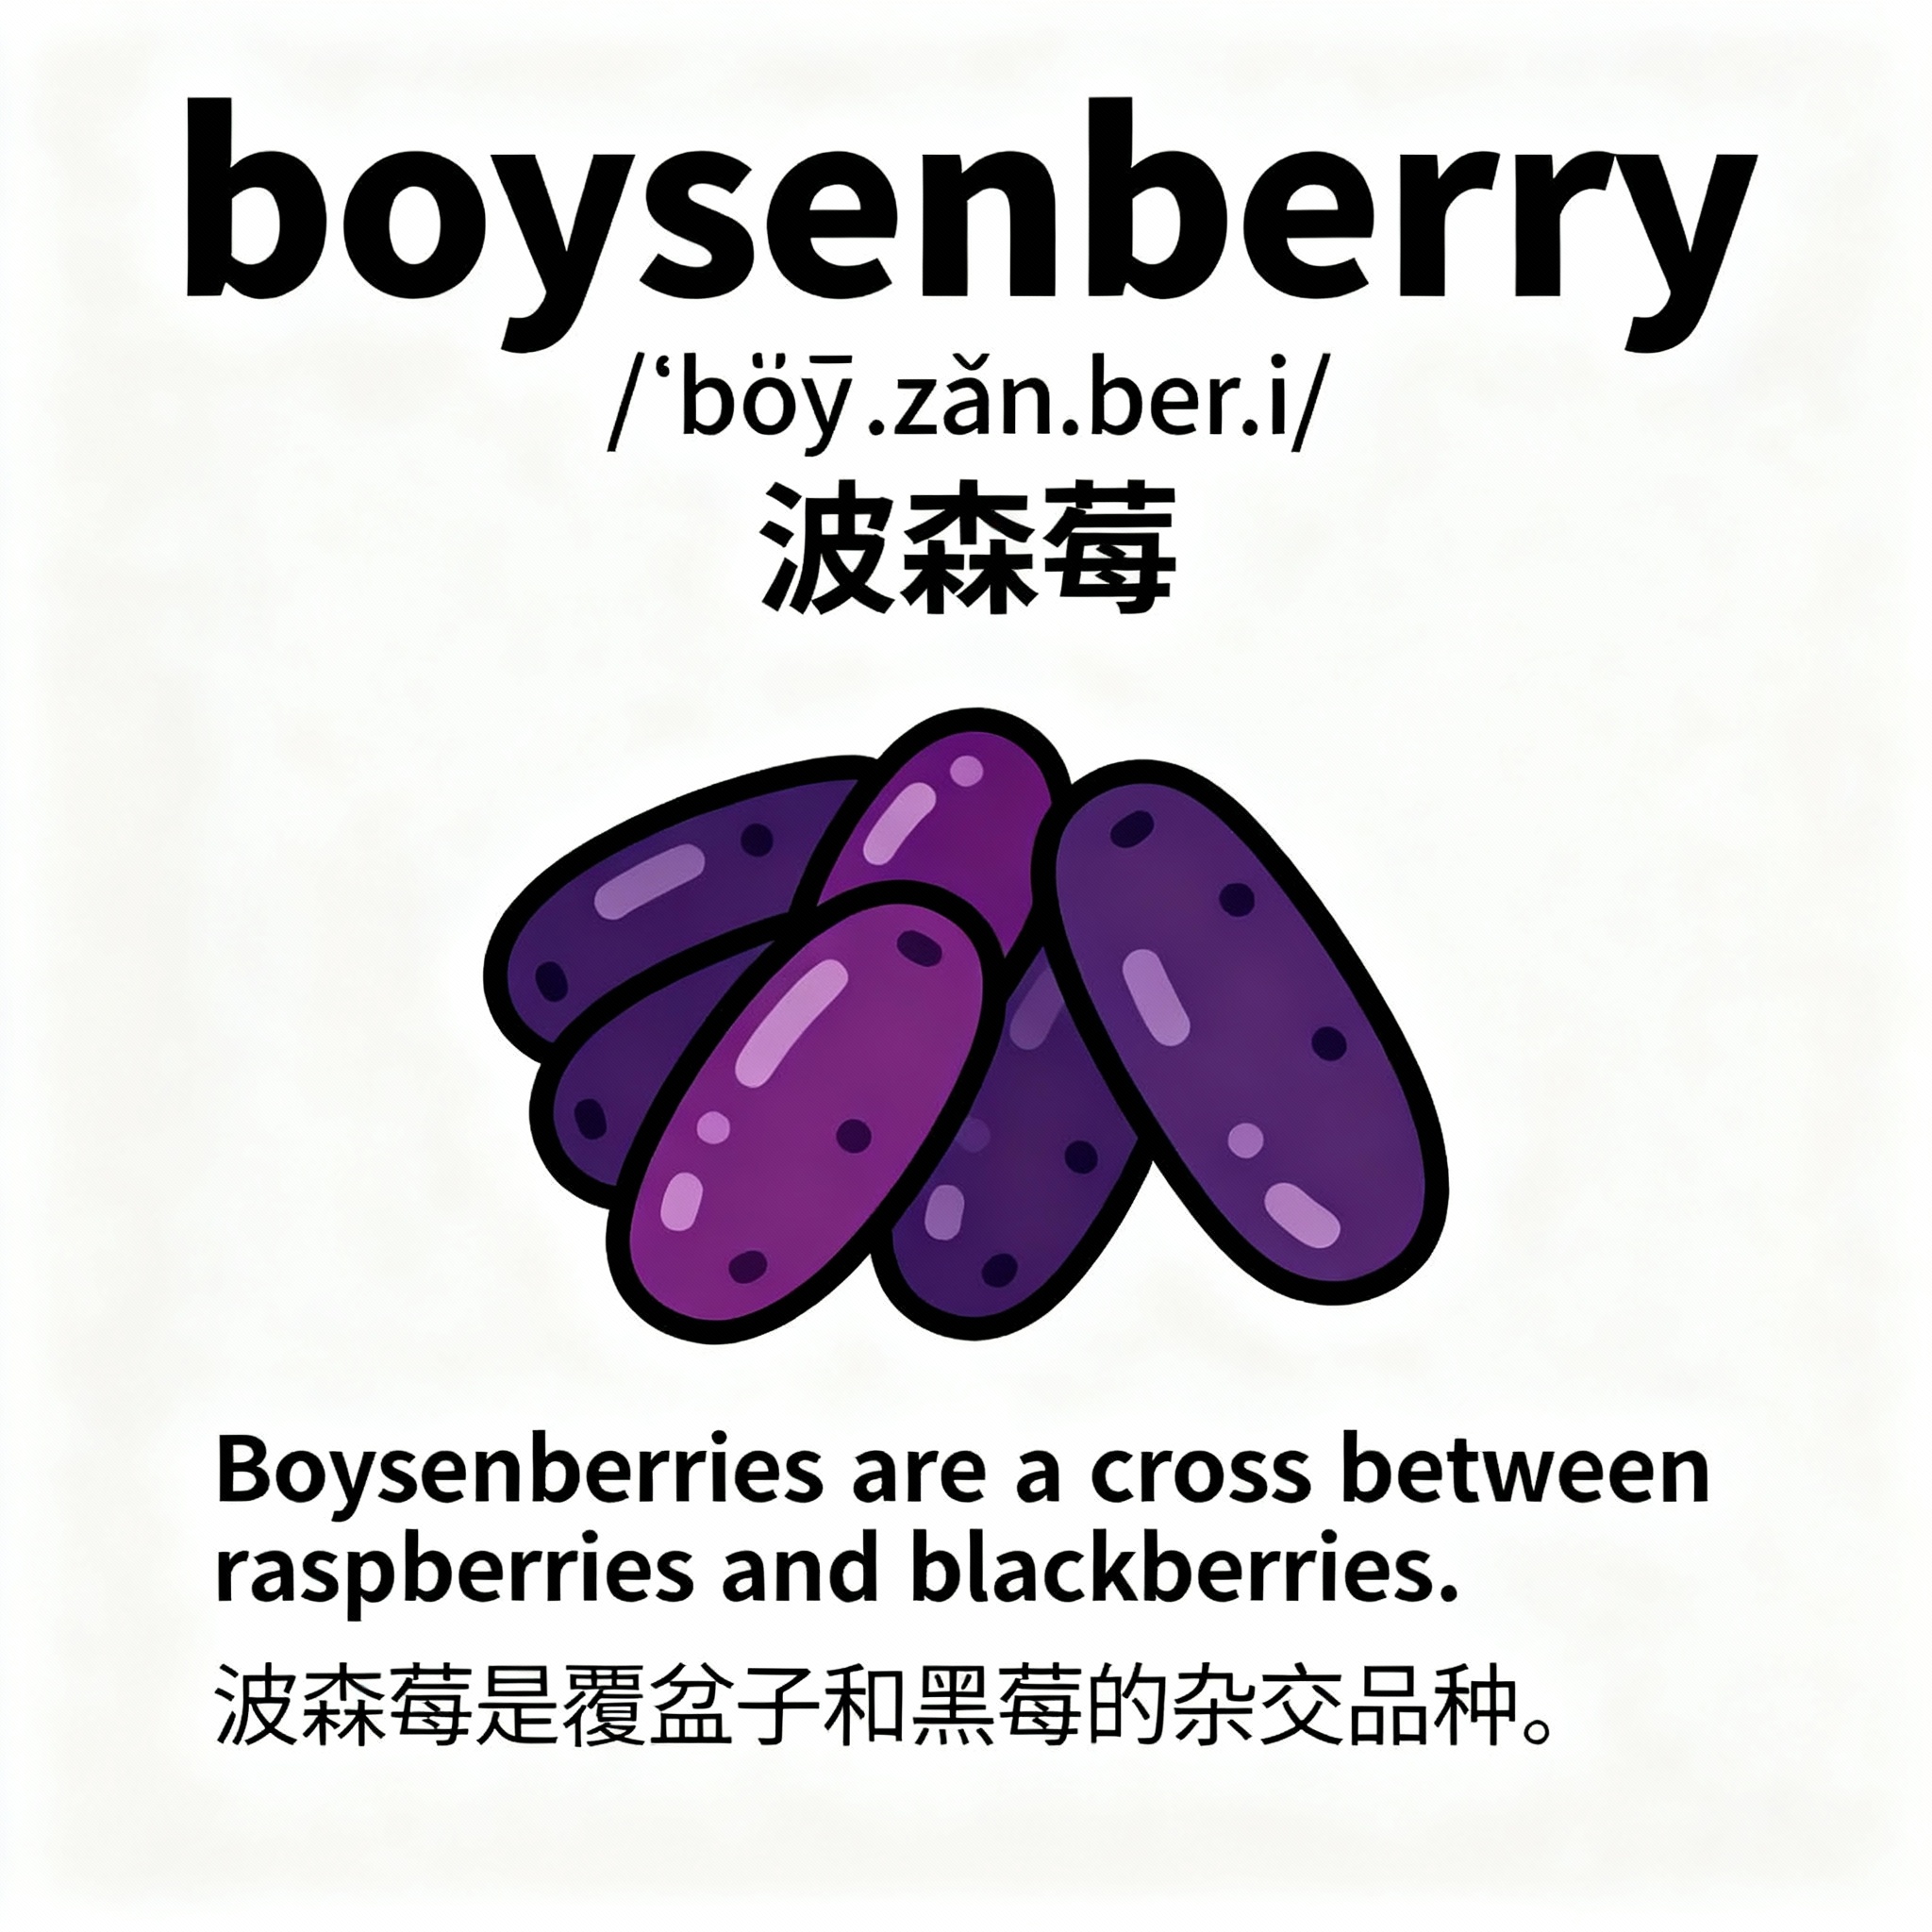 boysenberry
/ʻböȳ.zăn.ber.i/
波森莓
Boysenberries are a cross between
raspberries and blackberries.
波森莓是覆盆子和黑莓的杂交品种。